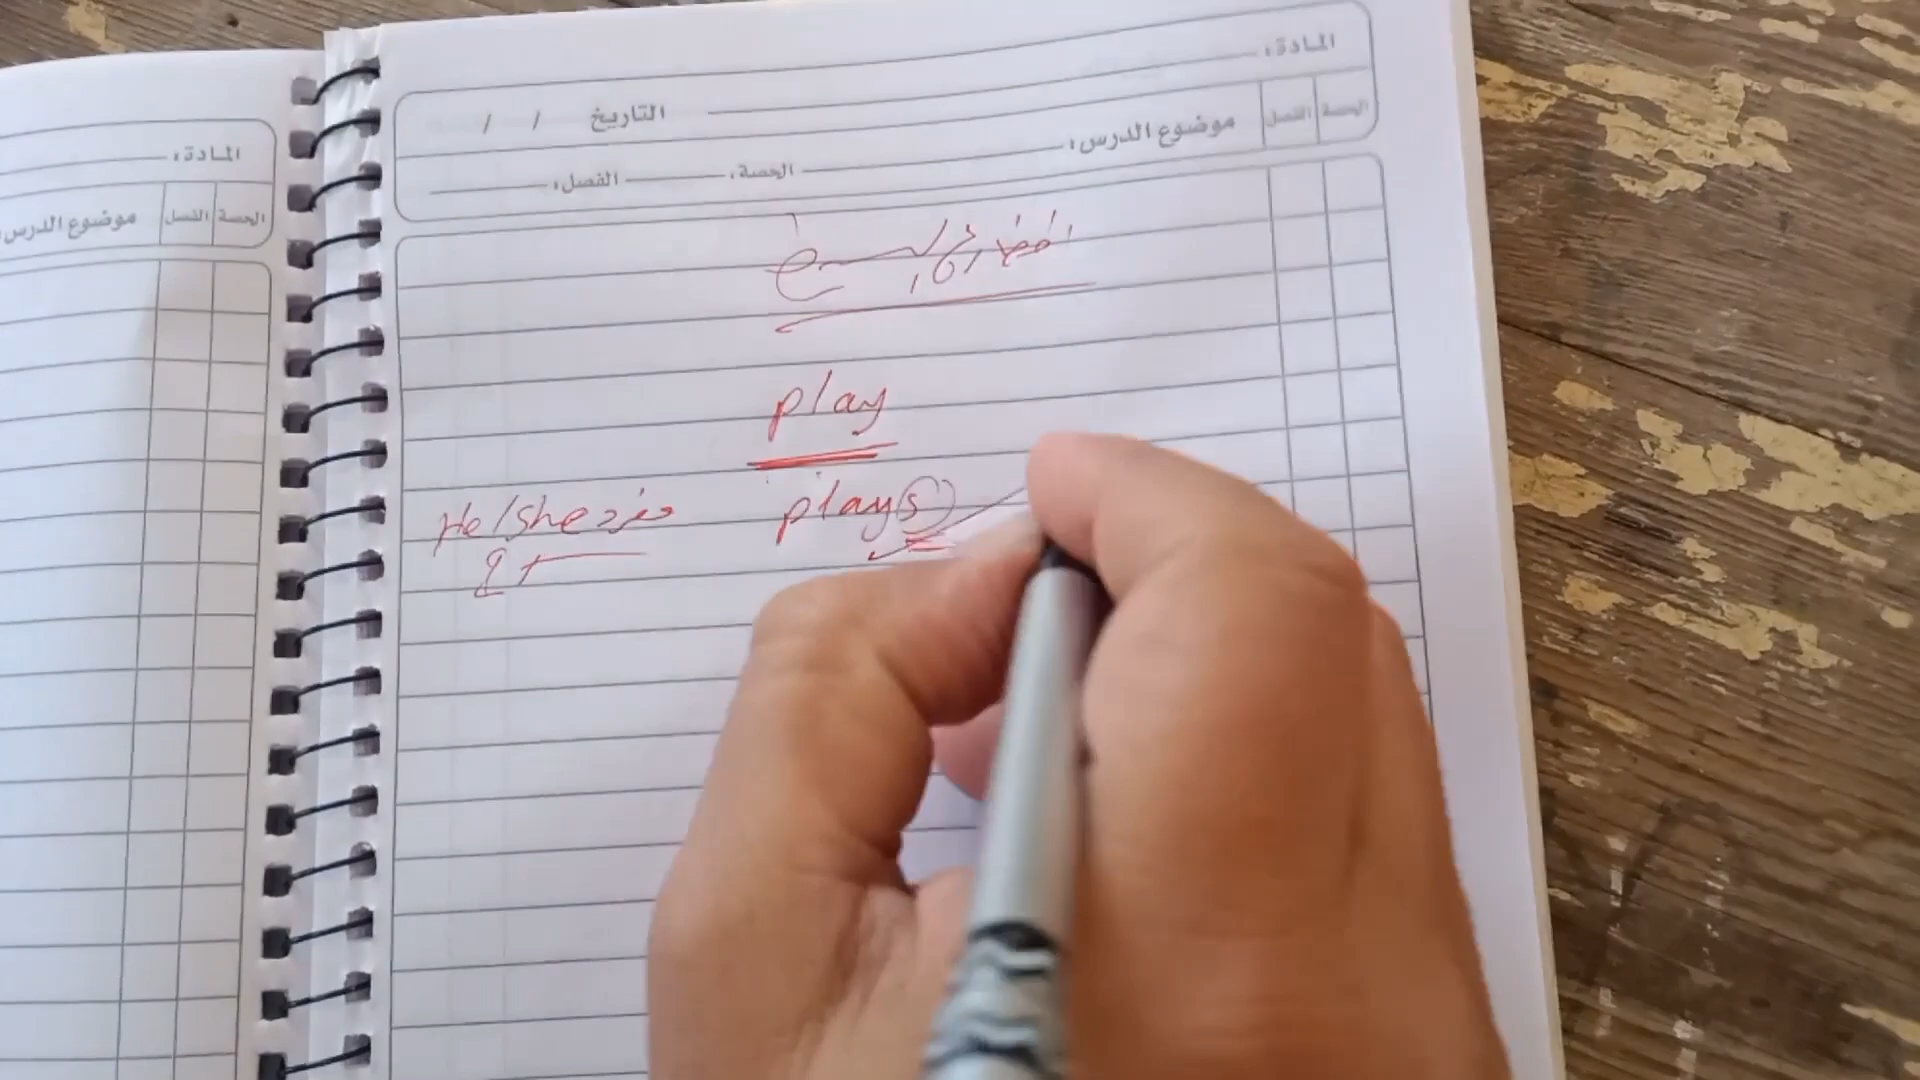 المادة:
التاريخ / /
الحصة الفصل موضوع الدرس:
الحصة: الفصل:
المضارع البسيط
play
He/she مفرد play(s)
It
المادة:
الحصة الفصل موضوع الدرس: